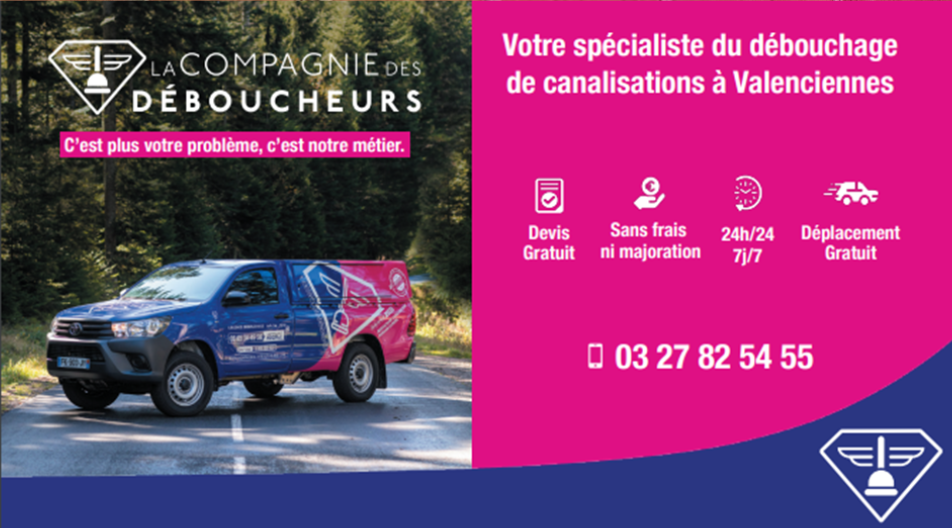 LA COMPAGNIE DES
DÉBOUCHEURS
C'est plus votre problème, c'est notre métier.
Votre spécialiste du débouchage
de canalisations à Valenciennes
Devis
Gratuit
Sans frais
ni majoration
24h/24
7j/7
Déplacement
Gratuit
03 27 82 54 55